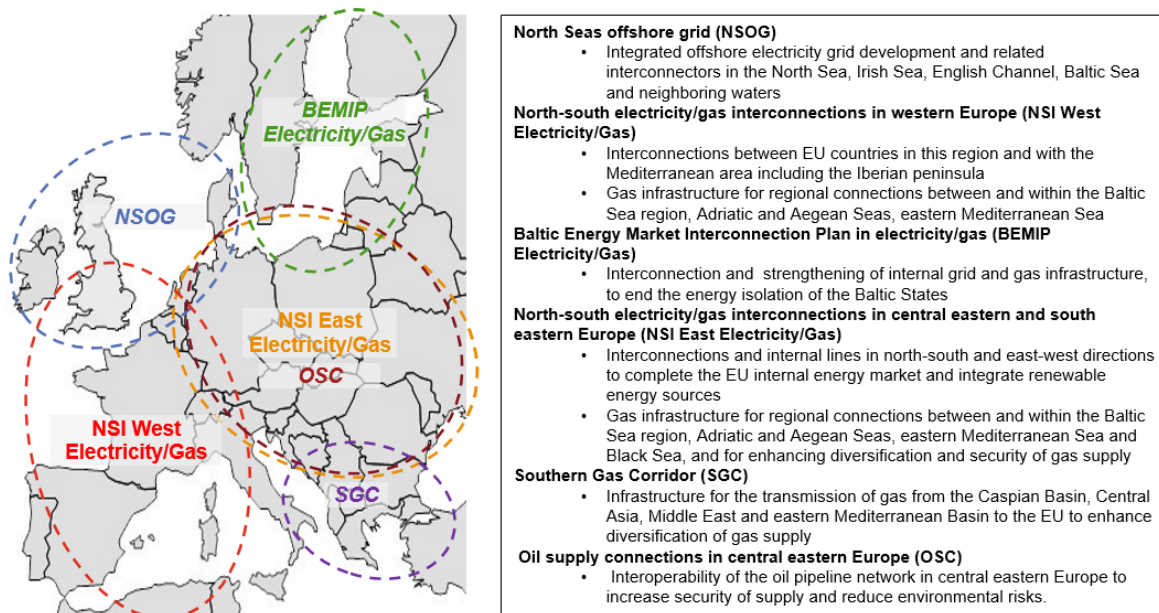 BEMIP
Electricity/Gas
NSOG
NSI East
Electricity/Gas
OSC
NSI West
Electricity/Gas
SGC
North Seas offshore grid (NSOG)
• Integrated offshore electricity grid development and related
interconnectors in the North Sea, Irish Sea, English Channel, Baltic Sea
and neighboring waters
North-south electricity/gas interconnections in western Europe (NSI West
Electricity/Gas)
• Interconnections between EU countries in this region and with the
Mediterranean area including the Iberian peninsula
• Gas infrastructure for regional connections between and within the Baltic
Sea region, Adriatic and Aegean Seas, eastern Mediterranean Sea
Baltic Energy Market Interconnection Plan in electricity/gas (BEMIP
Electricity/Gas)
• Interconnection and strengthening of internal grid and gas infrastructure,
to end the energy isolation of the Baltic States
North-south electricity/gas interconnections in central eastern and south
eastern Europe (NSI East Electricity/Gas)
• Interconnections and internal lines in north-south and east-west directions
to complete the EU internal energy market and integrate renewable
energy sources
• Gas infrastructure for regional connections between and within the Baltic
Sea region, Adriatic and Aegean Seas, eastern Mediterranean Sea and
Black Sea, and for enhancing diversification and security of gas supply
Southern Gas Corridor (SGC)
• Infrastructure for the transmission of gas from the Caspian Basin, Central
Asia, Middle East and eastern Mediterranean Basin to the EU to enhance
diversification of gas supply
Oil supply connections in central eastern Europe (OSC)
• Interoperability of the oil pipeline network in central eastern Europe to
increase security of supply and reduce environmental risks.